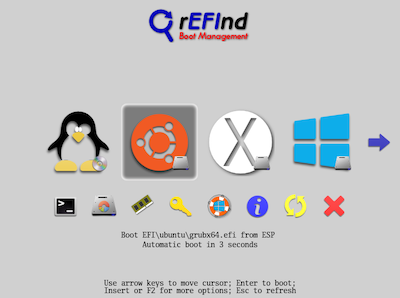 rEFInd
Boot Management
Boot EFI\ubuntu\grubx64.efi from ESP
Automatic boot in 3 seconds
Use arrow keys to move cursor; Enter to boot;
Insert or F2 for more options; Esc to refresh